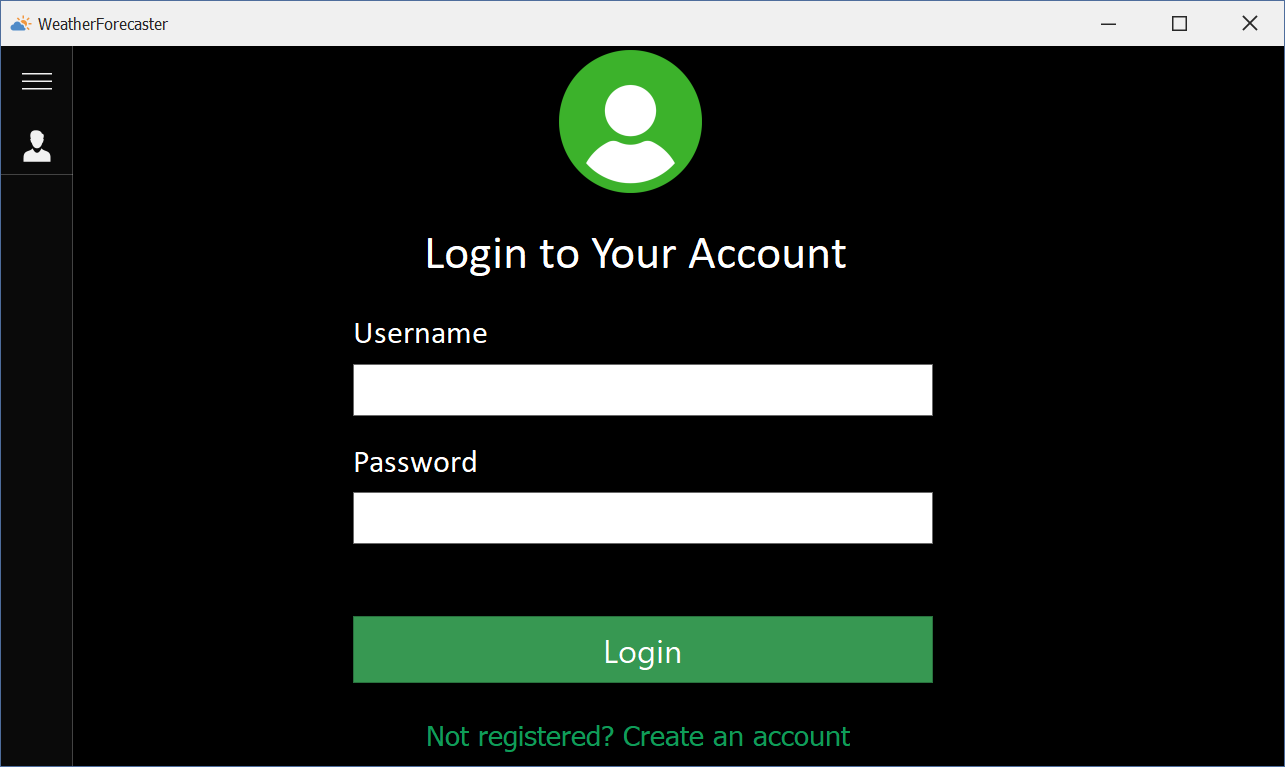 WeatherForecaster
Login to Your Account
Username
Password
Login
Not registered? Create an account